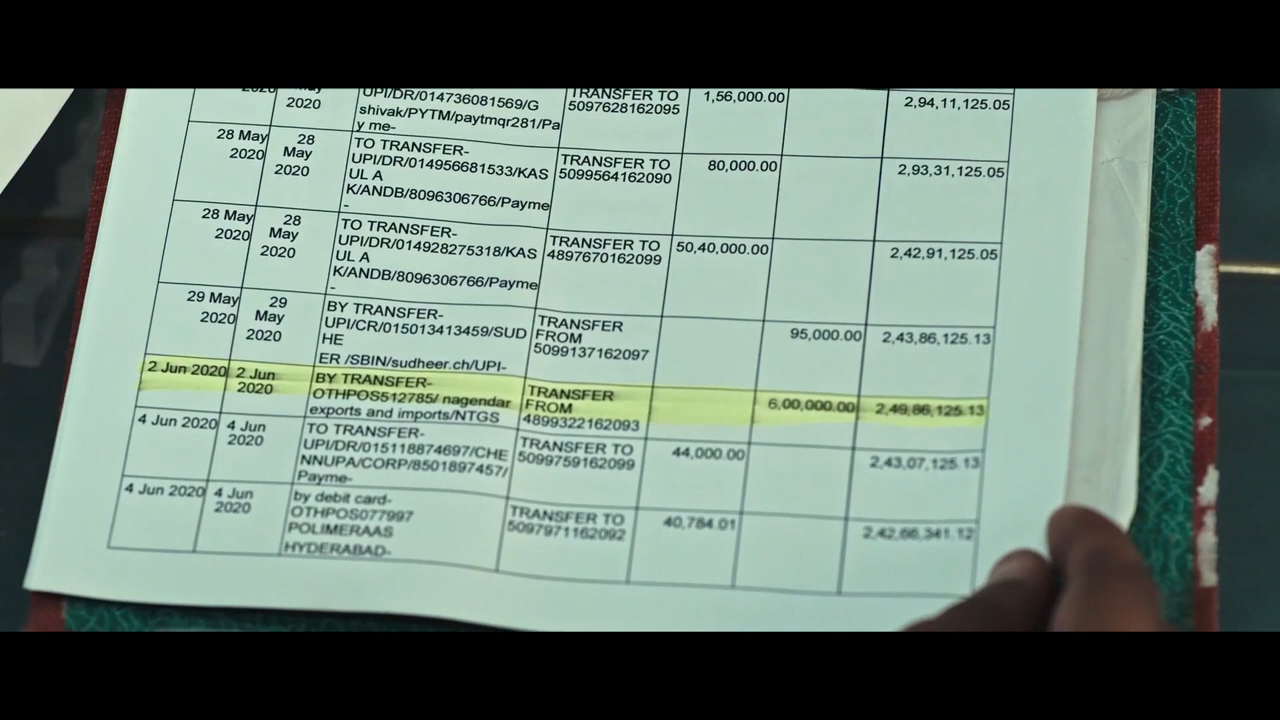 2020 May 2020 UPI/DR/014736081569/G shivak/PYTM/paytmqr281/Pa y me- TRANSFER TO 5097628162095 1,56,000.00 2,94,11,125.05
28 May 2020 28 May 2020 TO TRANSFER- UPI/DR/014956681533/KAS UL A K/ANDB/8096306766/Payme - TRANSFER TO 5099564162090 80,000.00 2,93,31,125.05
28 May 2020 28 May 2020 TO TRANSFER- UPI/DR/014928275318/KAS UL A K/ANDB/8096306766/Payme - TRANSFER TO 4897670162099 50,40,000.00 2,42,91,125.05
29 May 2020 29 May 2020 BY TRANSFER- UPI/CR/015013413459/SUD HE ER /SBIN/sudheer.ch/UPI- TRANSFER FROM 5099137162097 95,000.00 2,43,86,125.13
2 Jun 2020 2 Jun 2020 BY TRANSFER- OTHPOS512785/ nagendar exports and imports/NTGS TRANSFER FROM 4899322162093 6,00,000.00 2,49,86,125.13
4 Jun 2020 4 Jun 2020 TO TRANSFER- UPI/DR/015118874697/CHE NNUPA/CORP/8501897457/ Payme- TRANSFER TO 5099759162099 44,000.00 2,43,07,125.13
4 Jun 2020 4 Jun 2020 by debit card- OTHPOS077997 POLIMERAAS HYDERABAD- TRANSFER TO 5097971162092 40,784.01 2,42,66,341.12